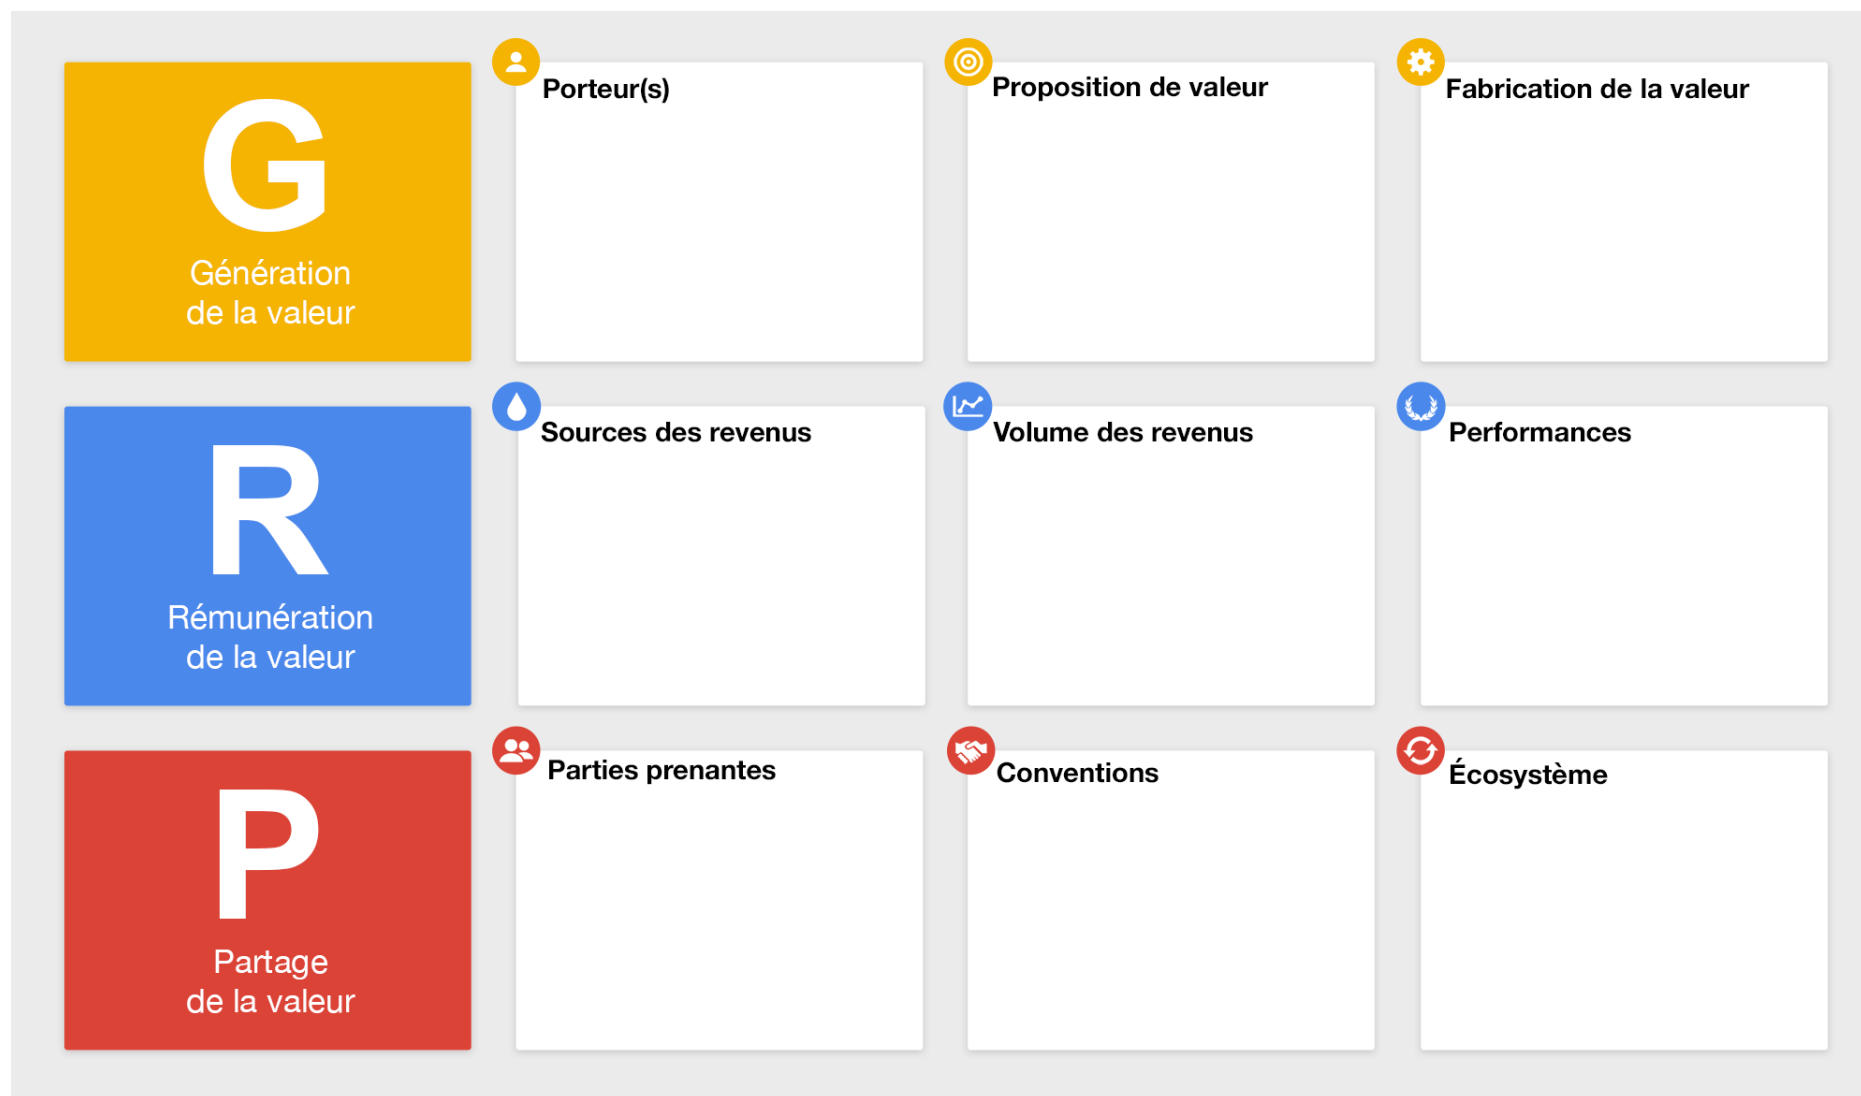 G
Génération
de la valeur
Porteur(s)
Proposition de valeur
Fabrication de la valeur
R
Rémunération
de la valeur
Sources des revenus
Volume des revenus
Performances
P
Partage
de la valeur
Parties prenantes
Conventions
Écosystème